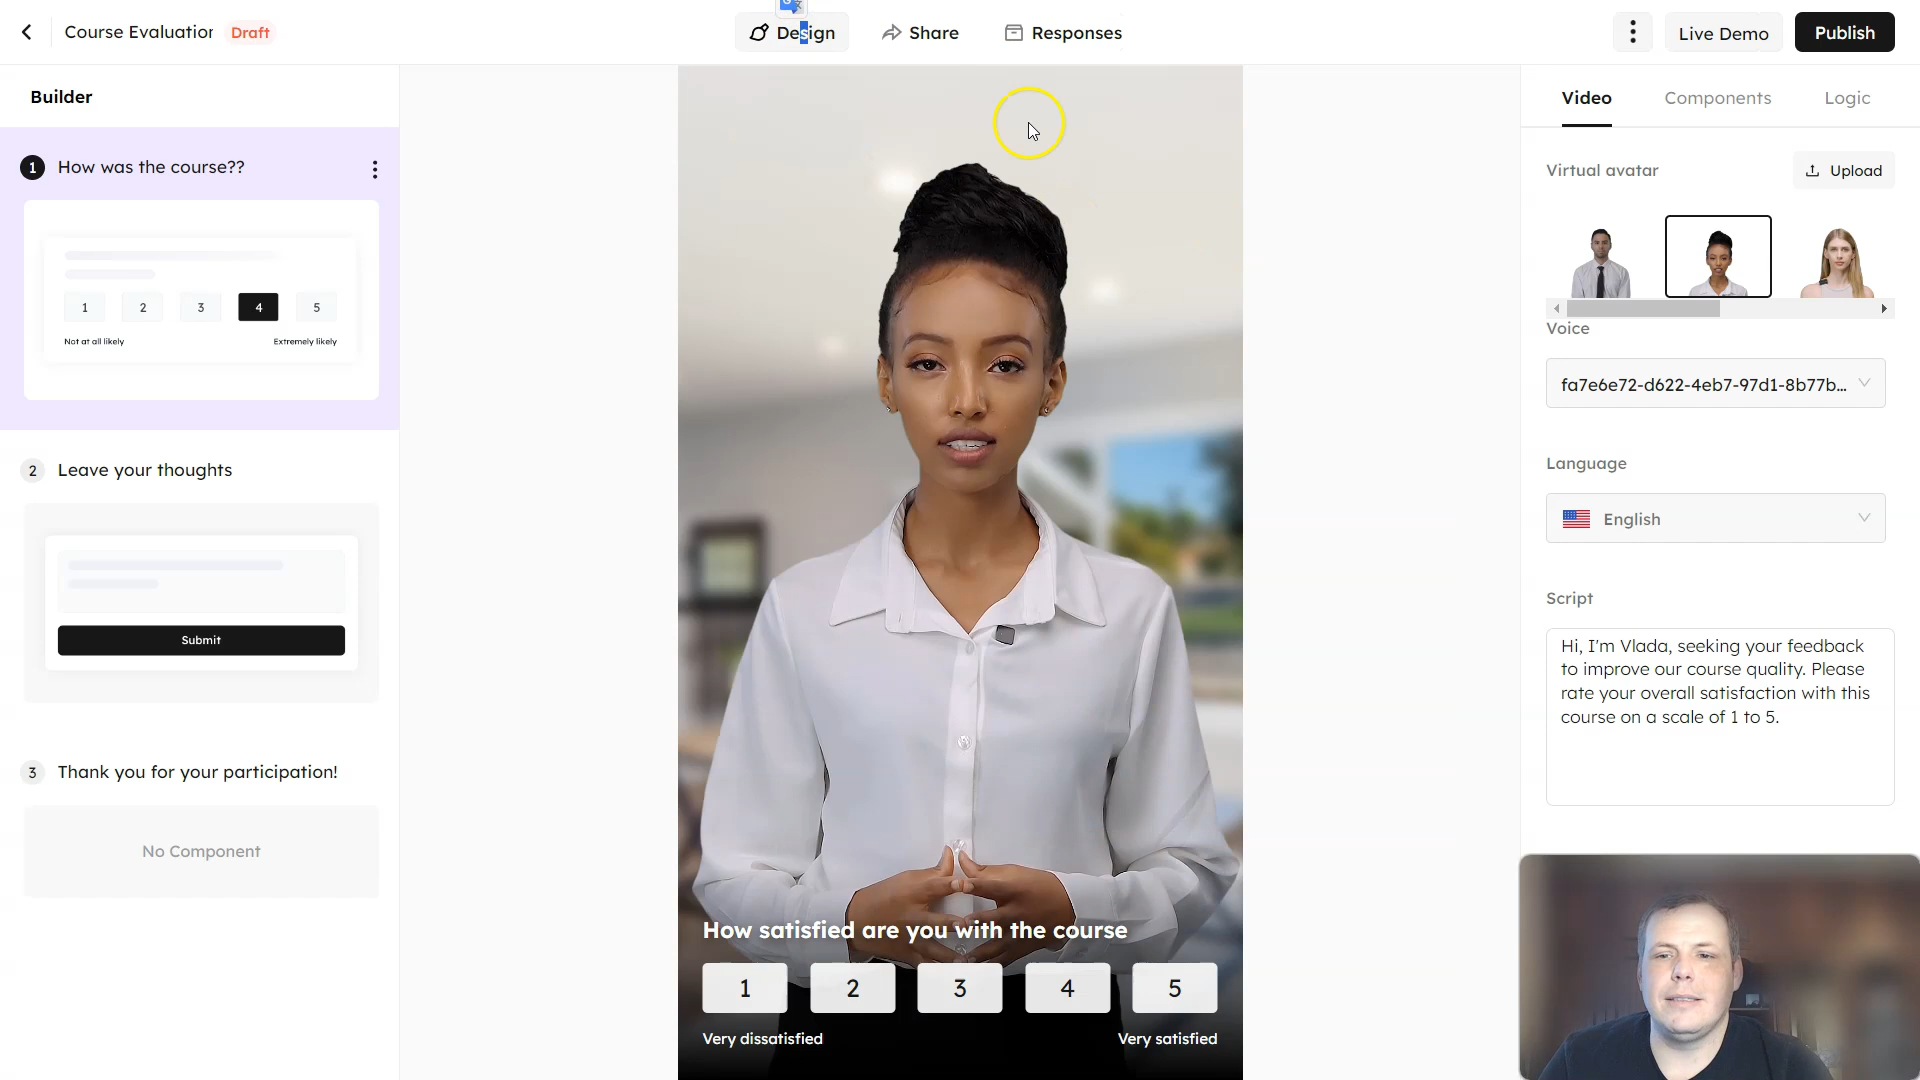 Course Evaluation Draft
Design
Share
Responses
Live Demo
Publish
Builder
1 How was the course??
1 2 3 4 5
Not at all likely Extremely likely
2 Leave your thoughts
Submit
3 Thank you for your participation!
No Component
How satisfied are you with the course
1 2 3 4 5
Very dissatisfied Very satisfied
Video Components Logic
Virtual avatar Upload
Voice
fa7e6e72-d622-4eb7-97d1-8b77b...
Language
English
Script
Hi, I'm Vlada, seeking your feedback
to improve our course quality. Please
rate your overall satisfaction with this
course on a scale of 1 to 5.